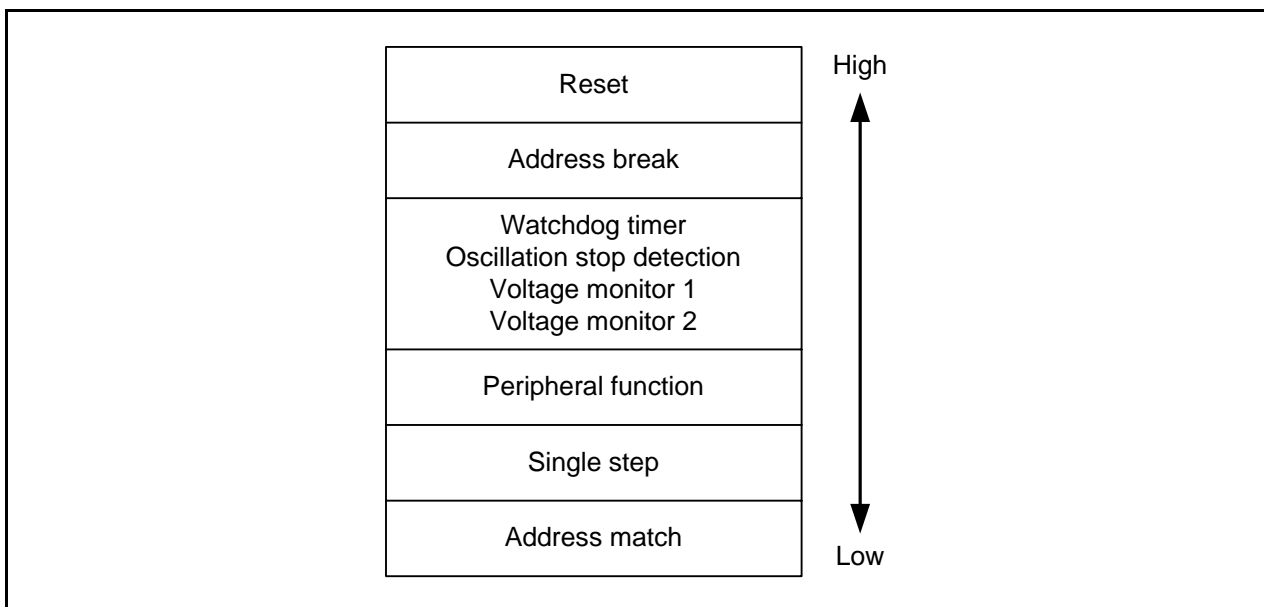 Reset
High
Address break
Watchdog timer
Oscillation stop detection
Voltage monitor 1
Voltage monitor 2
Peripheral function
Single step
Address match
Low